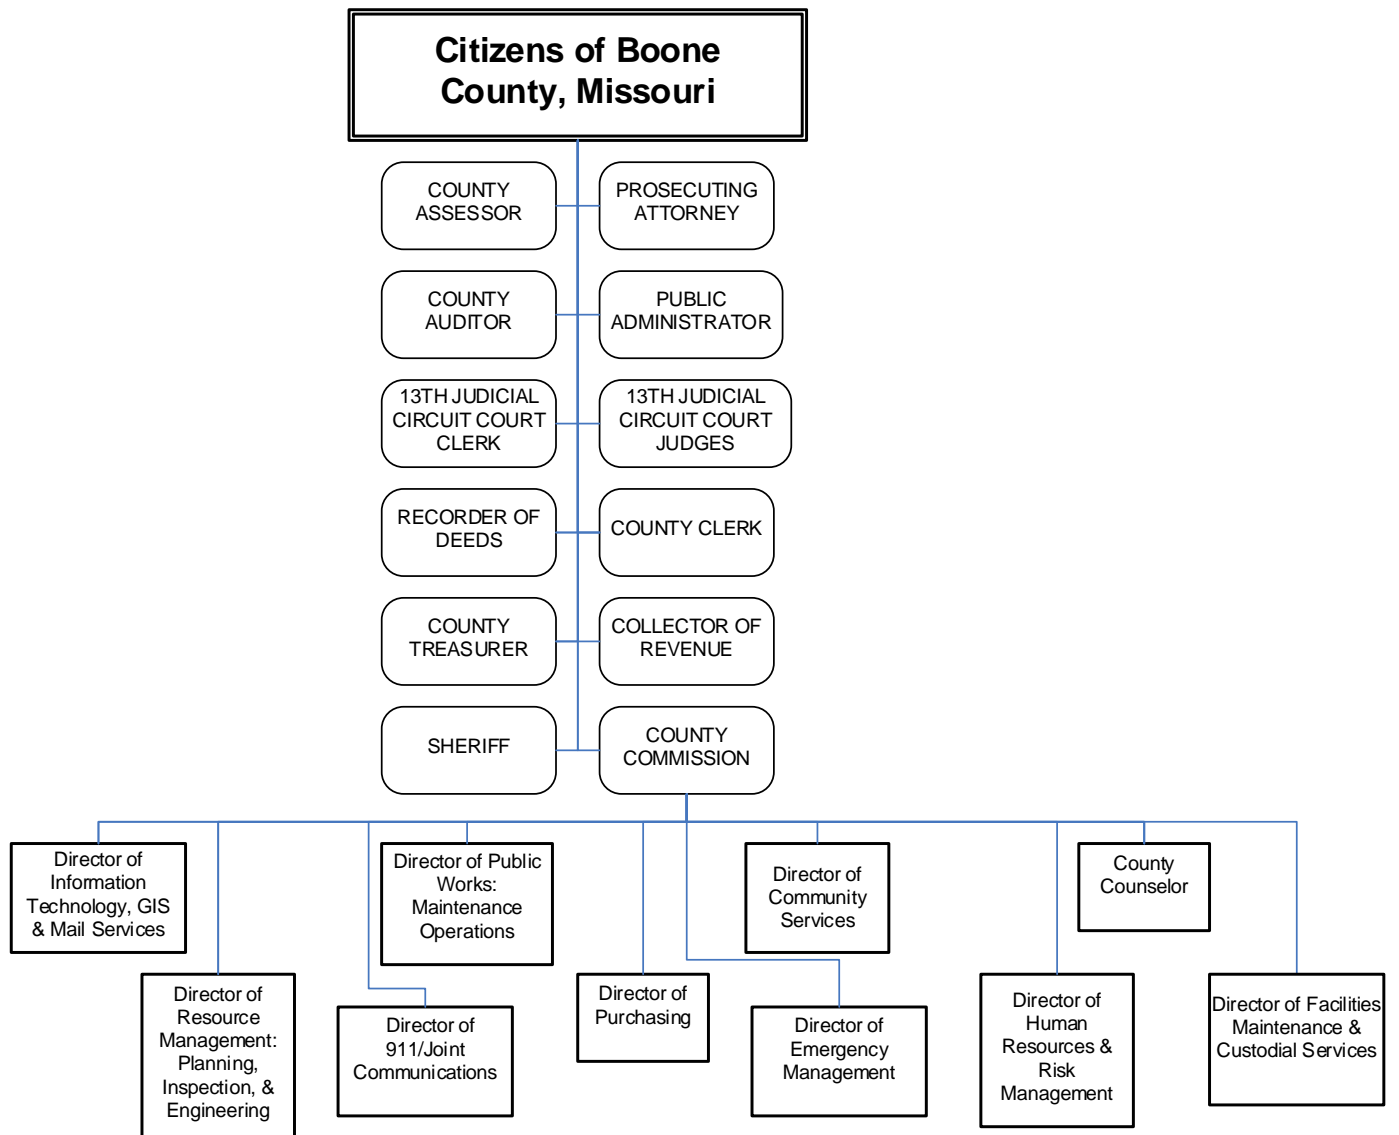 Citizens of Boone
County, Missouri
COUNTY
ASSESSOR
PROSECUTING
ATTORNEY
COUNTY
AUDITOR
PUBLIC
ADMINISTRATOR
13TH JUDICIAL
CIRCUIT COURT
CLERK
13TH JUDICIAL
CIRCUIT COURT
JUDGES
RECORDER OF
DEEDS
COUNTY CLERK
COUNTY
TREASURER
COLLECTOR OF
REVENUE
SHERIFF
COUNTY
COMMISSION
Director of
Information
Technology, GIS
& Mail Services
Director of Public
Works:
Maintenance
Operations
Director of
Community
Services
County
Counselor
Director of
Resource
Management:
Planning,
Inspection, &
Engineering
Director of
911/Joint
Communications
Director of
Purchasing
Director of
Emergency
Management
Director of
Human
Resources &
Risk
Management
Director of Facilities
Maintenance &
Custodial Services